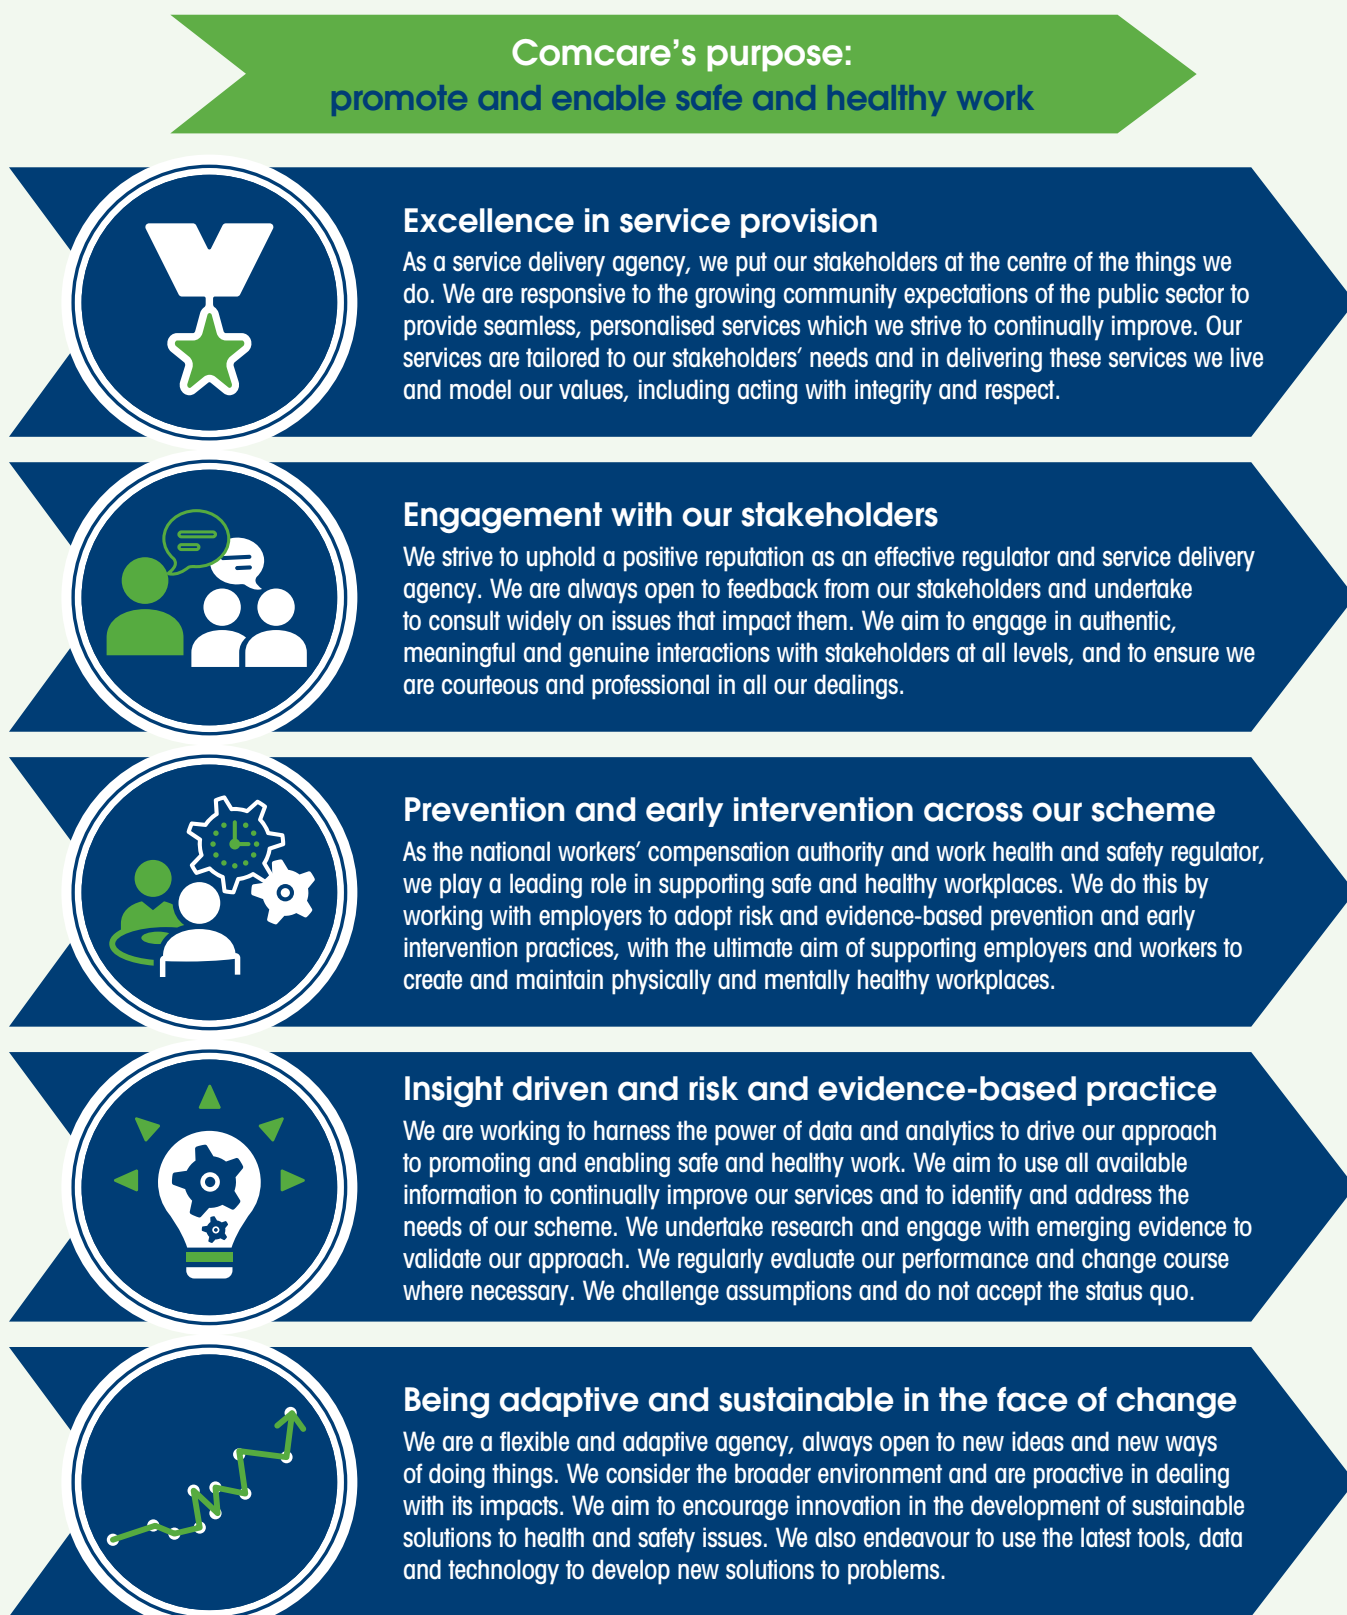 Comcare's purpose:
promote and enable safe and healthy work
Excellence in service provision
As a service delivery agency, we put our stakeholders at the centre of the things we
do. We are responsive to the growing community expectations of the public sector to
provide seamless, personalised services which we strive to continually improve. Our
services are tailored to our stakeholders' needs and in delivering these services we live
and model our values, including acting with integrity and respect.
Engagement with our stakeholders
We strive to uphold a positive reputation as an effective regulator and service delivery
agency. We are always open to feedback from our stakeholders and undertake
to consult widely on issues that impact them. We aim to engage in authentic,
meaningful and genuine interactions with stakeholders at all levels, and to ensure we
are courteous and professional in all our dealings.
Prevention and early intervention across our scheme
As the national workers' compensation authority and work health and safety regulator,
we play a leading role in supporting safe and healthy workplaces. We do this by
working with employers to adopt risk and evidence-based prevention and early
intervention practices, with the ultimate aim of supporting employers and workers to
create and maintain physically and mentally healthy workplaces.
Insight driven and risk and evidence-based practice
We are working to harness the power of data and analytics to drive our approach
to promoting and enabling safe and healthy work. We aim to use all available
information to continually improve our services and to identify and address the
needs of our scheme. We undertake research and engage with emerging evidence to
validate our approach. We regularly evaluate our performance and change course
where necessary. We challenge assumptions and do not accept the status quo.
Being adaptive and sustainable in the face of change
We are a flexible and adaptive agency, always open to new ideas and new ways
of doing things. We consider the broader environment and are proactive in dealing
with its impacts. We aim to encourage innovation in the development of sustainable
solutions to health and safety issues. We also endeavour to use the latest tools, data
and technology to develop new solutions to problems.